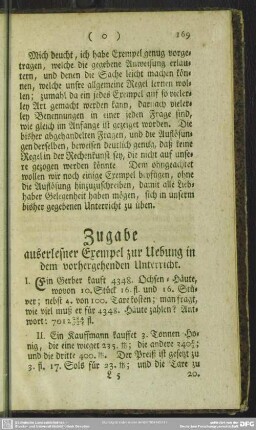 ( o ) 169
Mich deucht, ich habe Exempel genug vorge-
tragen, welche die gegebene Anweisung erläu-
tern, und denen die Sache leicht machen kön-
nen, welche unsre allgemeine Regel lernen wol-
len; zumahl da ein jedes Exempel auf so vieler-
ley Art gemacht werden kann, darnach vieler-
ley Benennungen in einer jeden Frage sind,
wie gleich im Anfange ist gezeiget worden. Die
bisher abgehandelten Fragen, und die Auflösun-
gen derselben, beweisen deutlich genug, daß keine
Regel in der Rechenkunst sey, die nicht auf unse-
re gezogen werden könnte. Dem ohngeachtet
wollen wir noch einige Exempel beyfügen, ohne
die Auflösung hinzuzuschreiben, damit alle Lieb-
haber Gelegenheit haben mögen, sich in unserm
bisher gegebenen Unterricht zu üben.
Zugabe
auserlesner Exempel zur Uebung in
dem vorhergehenden Unterricht.
I. Ein Gerber kauft 4348. Ochsen-Häute,
wovon 10. Stück 16. fl. und 16. Stü-
ver; nebst 4. von 100. Tare kosten; man fragt,
wie viel muß er für 4348. Häute zahlen? Ant-
wort: 7012 fl.
II. Ein Kauffmann kauffet 3. Tonnen Ho-
nig, die eine wieget 235. ℔; die andere
und die dritte 400. ℔. Der Preiß ist gesetzt zu
3. fl. 17. Sols für 23. ℔; und die Tare zu
L 5 20.